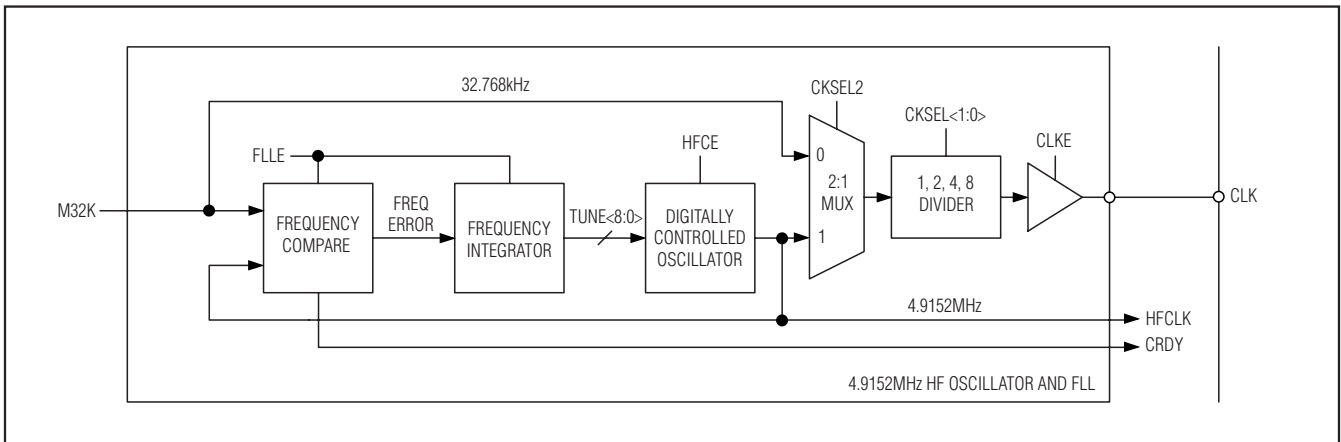 32.768kHz
CKSEL2
CKSEL<1:0>
CLKE
FLLE
HFCE
0
2:1
MUX
1
1, 2, 4, 8
DIVIDER
CLK
M32K
FREQUENCY
COMPARE
FREQ
ERROR
FREQUENCY
INTEGRATOR
TUNE<8:0>
DIGITALLY
CONTROLLED
OSCILLATOR
4.9152MHz
HFCLK
CRDY
4.9152MHz HF OSCILLATOR AND FLL